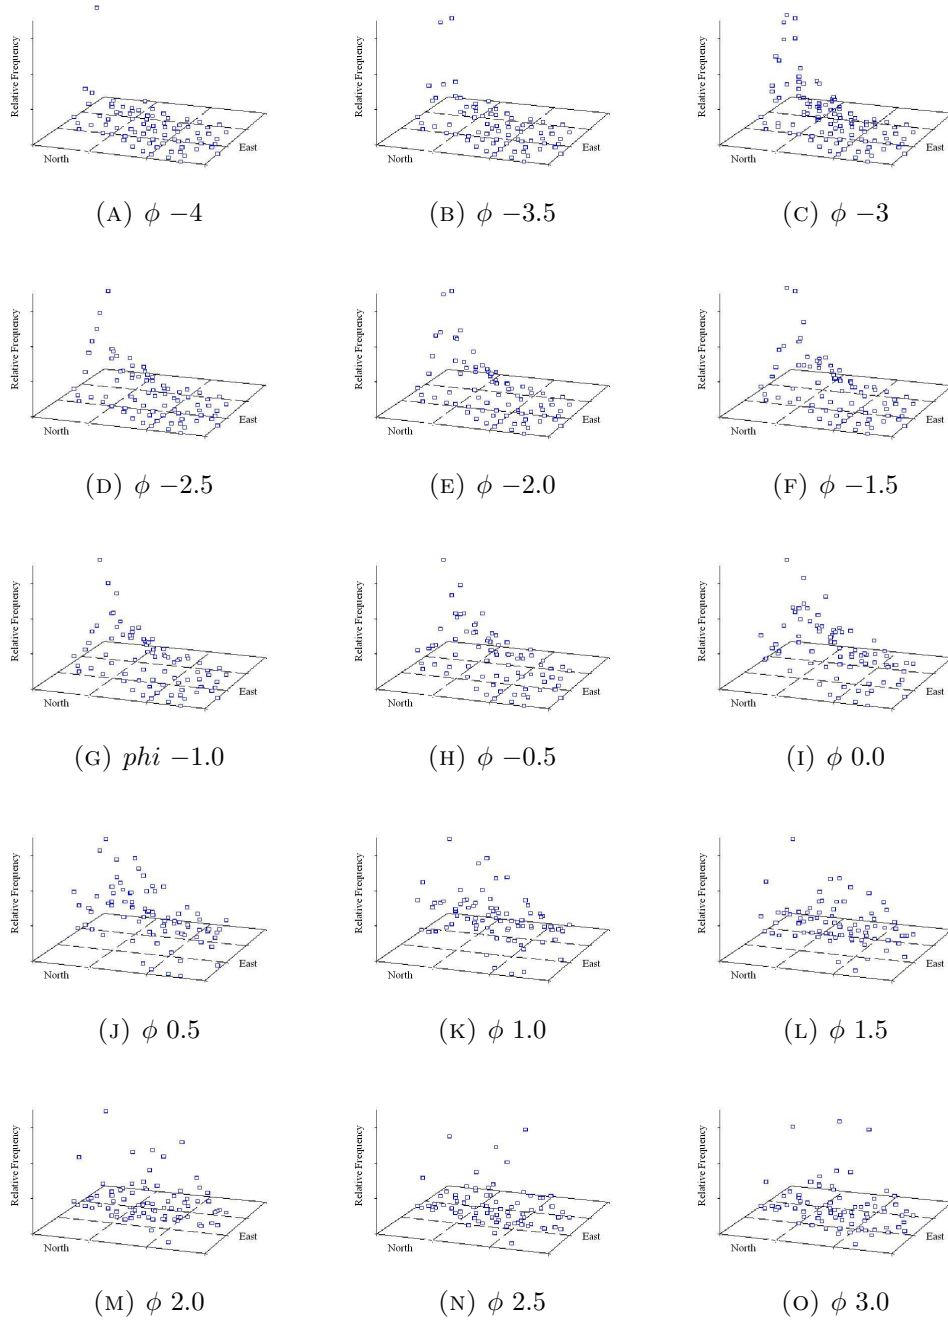 Relative Frequency
North
East
Relative Frequency
North
East
Relative Frequency
North
East
(A) ϕ −4
(B) ϕ −3.5
(C) ϕ −3
Relative Frequency
North
East
Relative Frequency
North
East
Relative Frequency
North
East
(D) ϕ −2.5
(E) ϕ −2.0
(F) ϕ −1.5
Relative Frequency
North
East
Relative Frequency
North
East
Relative Frequency
North
East
(G) phi −1.0
(H) ϕ −0.5
(I) ϕ 0.0
Relative Frequency
North
East
Relative Frequency
North
East
Relative Frequency
North
East
(J) ϕ 0.5
(K) ϕ 1.0
(L) ϕ 1.5
Relative Frequency
North
East
Relative Frequency
North
East
Relative Frequency
North
East
(M) ϕ 2.0
(N) ϕ 2.5
(O) ϕ 3.0